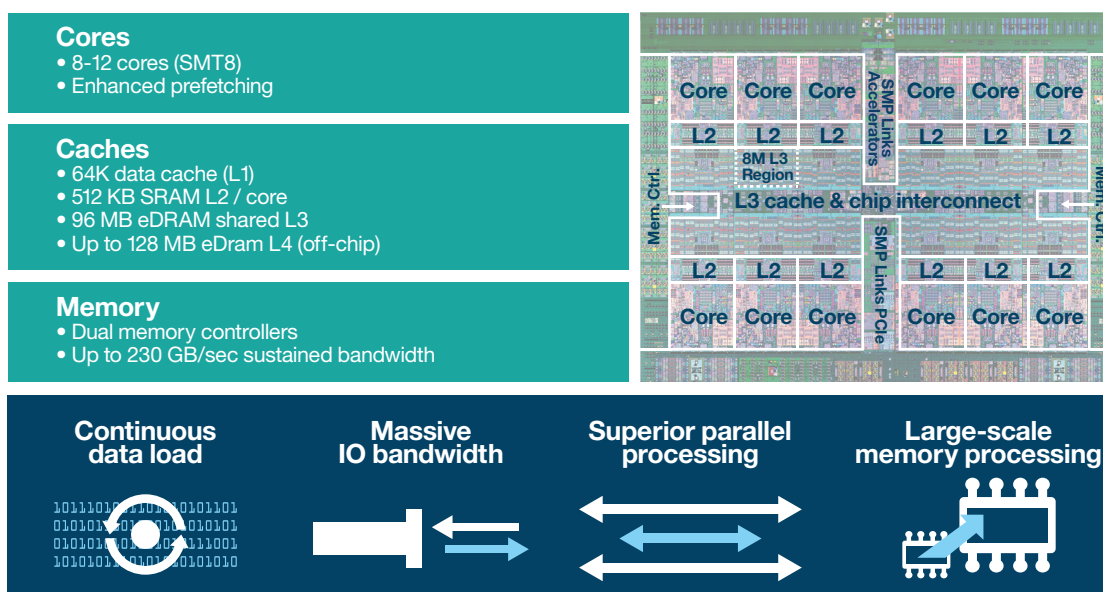 Cores
• 8-12 cores (SMT8)
• Enhanced prefetching
Caches
• 64K data cache (L1)
• 512 KB SRAM L2 / core
• 96 MB eDRAM shared L3
• Up to 128 MB eDram L4 (off-chip)
Memory
• Dual memory controllers
• Up to 230 GB/sec sustained bandwidth
Core Core Core SMP Links Accelerators Core Core Core
L2 L2 L2 L2 L2 L2
8M L3
Region
Mem. Ctrl. L3 cache & chip interconnect Mem. Ctrl.
L2 L2 L2 SMP Links PCIe L2 L2 L2
Core Core Core Core Core Core
Continuous
data load
Massive
IO bandwidth
Superior parallel
processing
Large-scale
memory processing